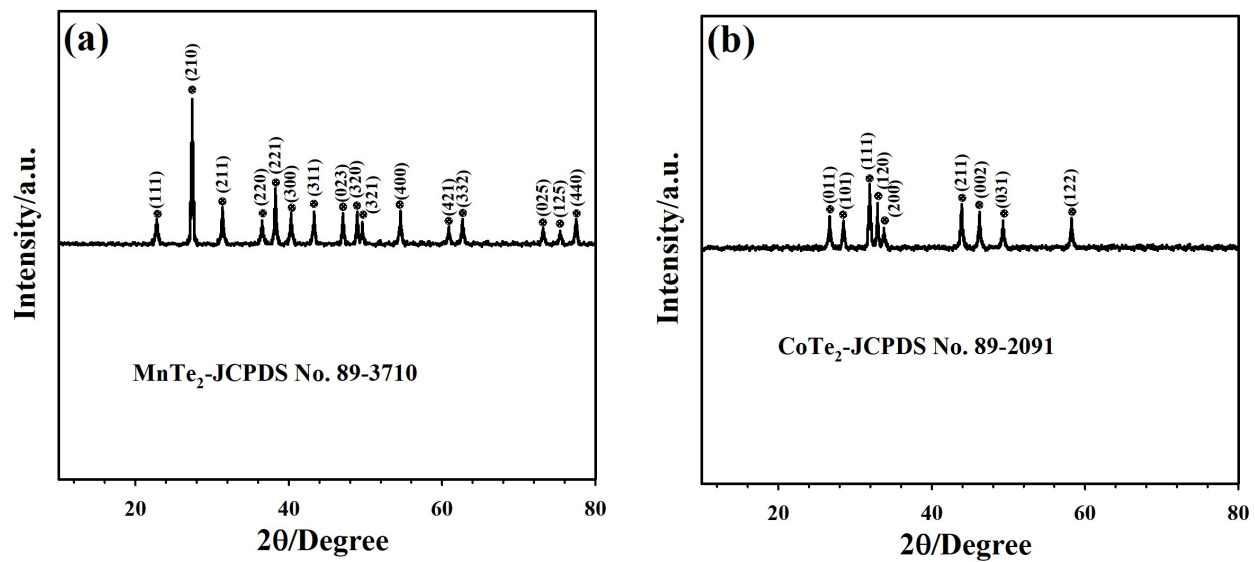 (a)
(111)
(210)
(211)
(220)
(221)
(300)
(311)
(023)
(320)
(321)
(400)
(421)
(332)
(025)
(125)
(440)
Intensity/a.u.
MnTe₂-JCPDS No. 89-3710
20 40 60 80
2θ/Degree
(b)
(011)
(101)
(111)
(120)
(200)
(211)
(002)
(031)
(122)
Intensity/a.u.
CoTe₂-JCPDS No. 89-2091
20 40 60 80
2θ/Degree